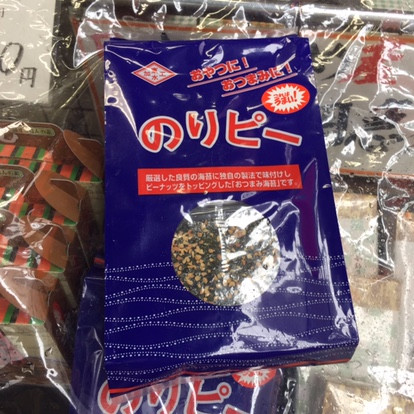 おやつに！
おつまみに！
のりピー
厳選した良質の海苔に独自の製法で味付けし
ピーナッツをトッピングした「おつまみ海苔」です。
円
のりピー